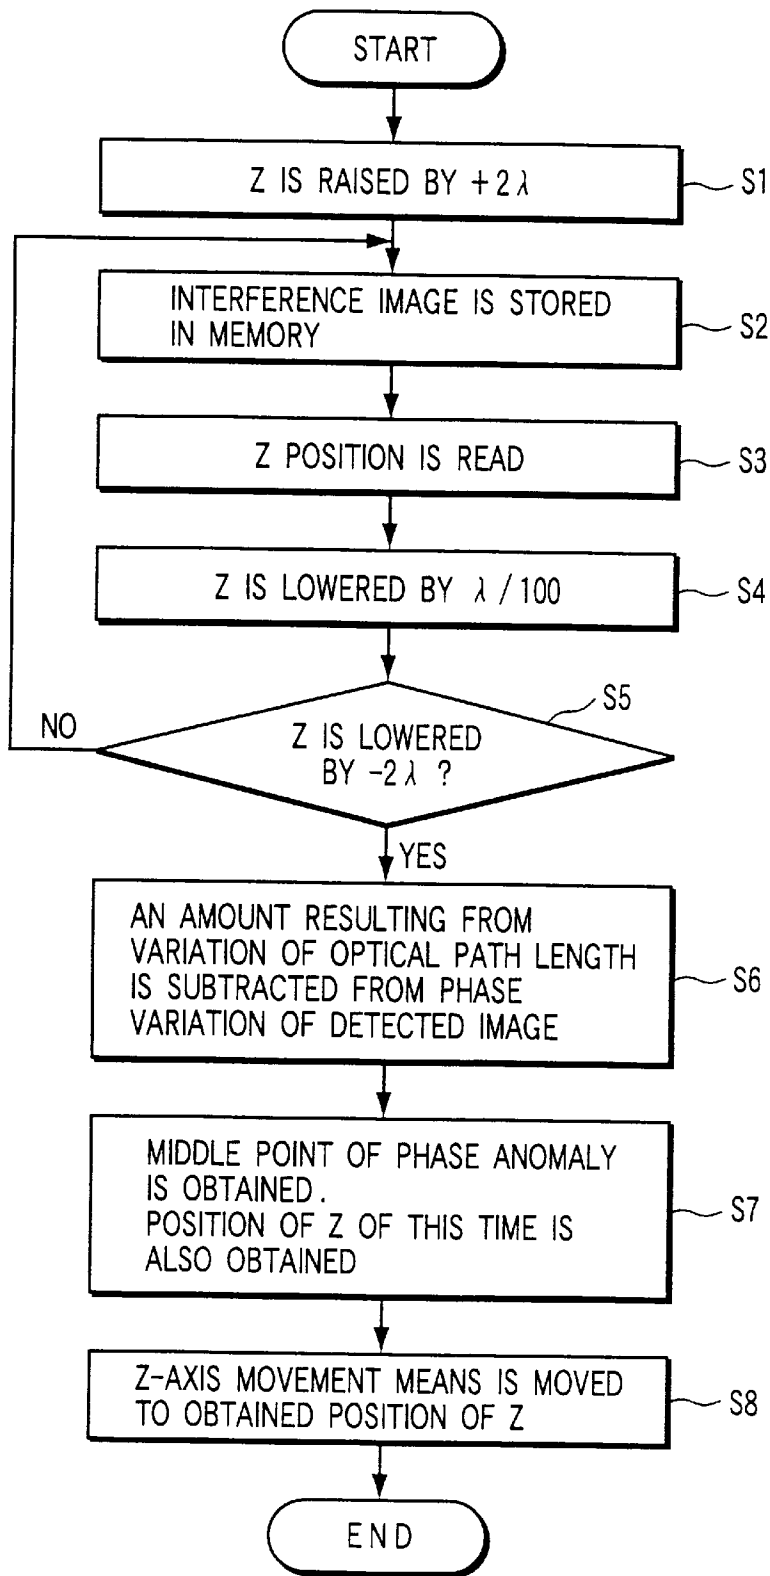 START
Z IS RAISED BY +2λ
S1
INTERFERENCE IMAGE IS STORED
IN MEMORY
S2
Z POSITION IS READ
S3
Z IS LOWERED BY λ/100
S4
S5
NO
Z IS LOWERED
BY -2λ ?
YES
AN AMOUNT RESULTING FROM
VARIATION OF OPTICAL PATH LENGTH
IS SUBTRACTED FROM PHASE
VARIATION OF DETECTED IMAGE
S6
MIDDLE POINT OF PHASE ANOMALY
IS OBTAINED.
POSITION OF Z OF THIS TIME IS
ALSO OBTAINED
S7
Z-AXIS MOVEMENT MEANS IS MOVED
TO OBTAINED POSITION OF Z
S8
END